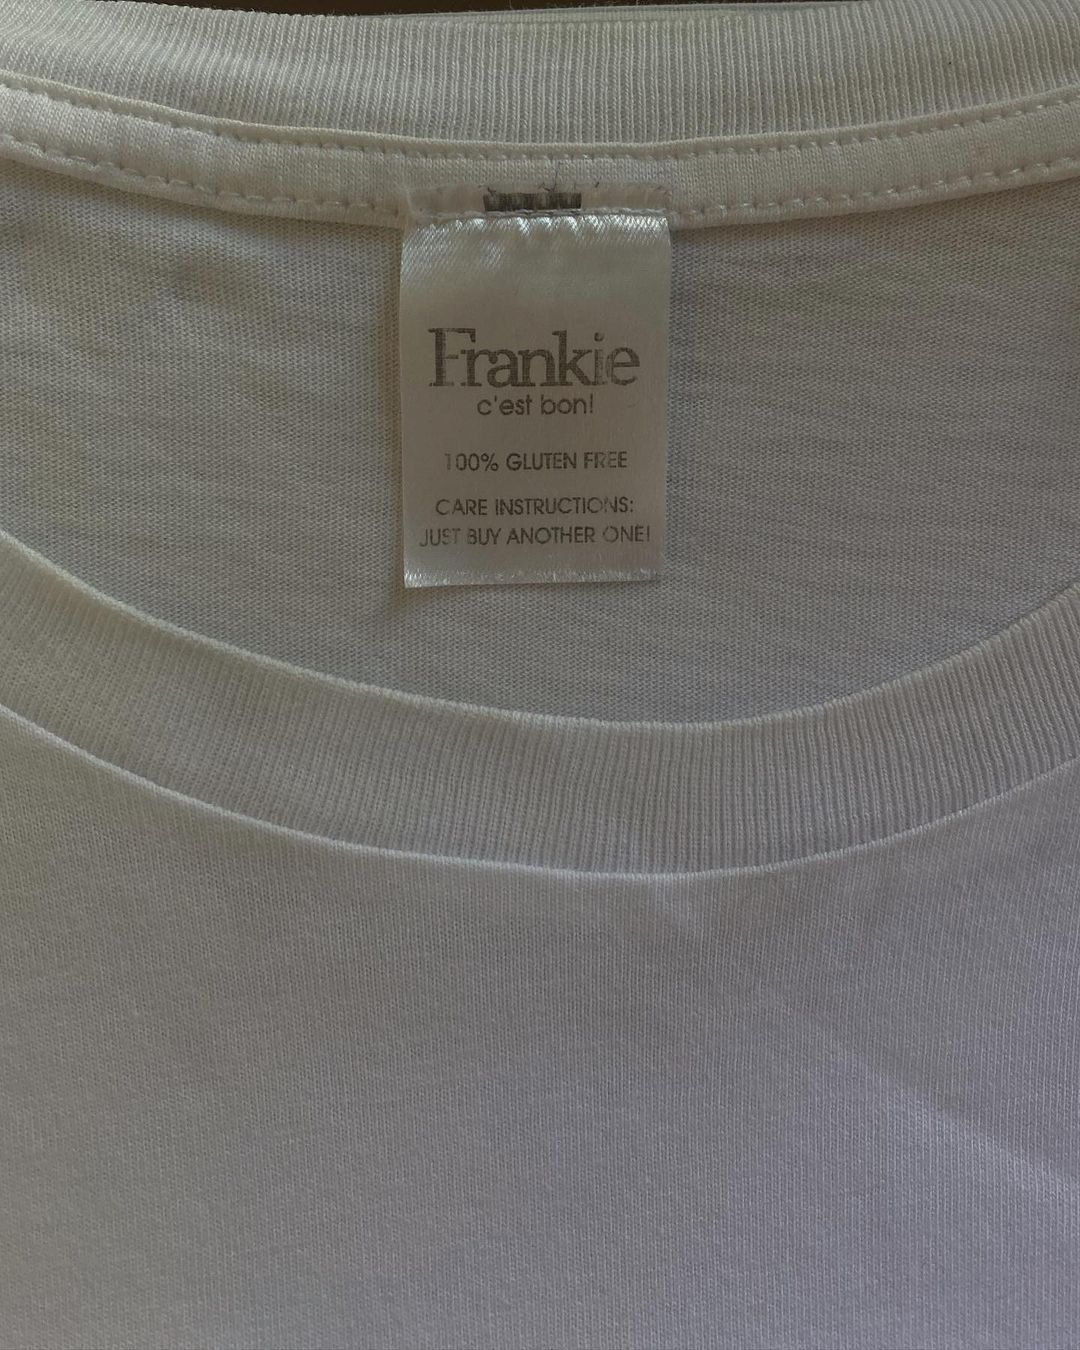 Frankie
c'est bon!
100% GLUTEN FREE
CARE INSTRUCTIONS:
JUST BUY ANOTHER ONE!